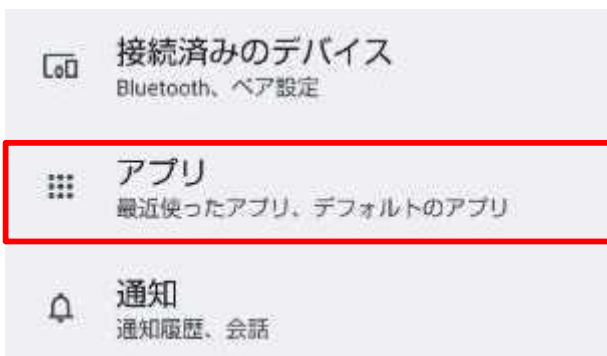 接続済みのデバイス
Bluetooth、ペア設定
アプリ
最近使ったアプリ、デフォルトのアプリ
通知
通知履歴、会話